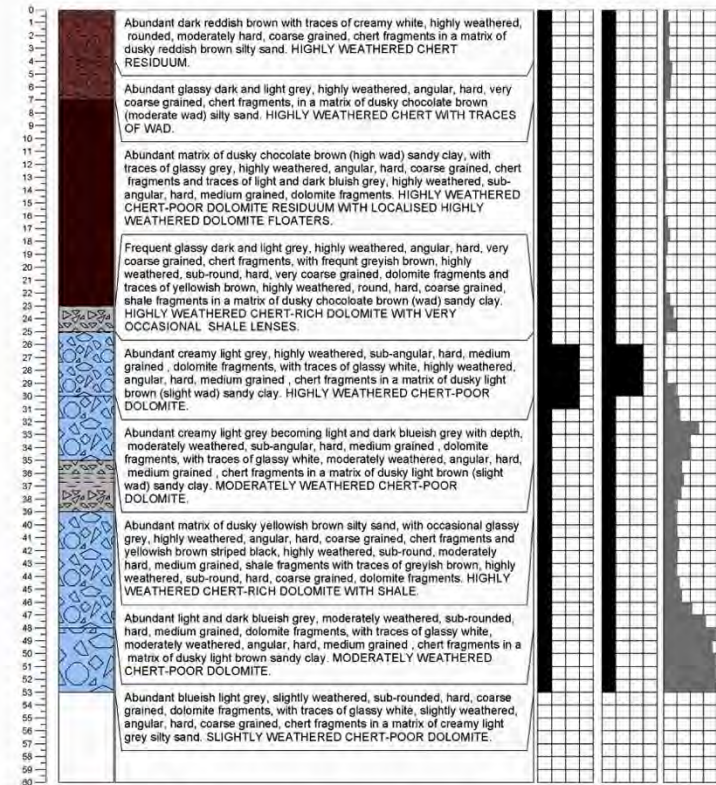 0
1
2
3
4
5
6
7
8
9
10
11
12
13
14
15
16
17
18
19
20
21
22
23
24
25
26
27
28
29
30
31
32
33
34
35
36
37
38
39
40
41
42
43
44
45
46
47
48
49
50
51
52
53
54
55
56
57
58
59
60
Abundant dark reddish brown with traces of creamy white, highly weathered,
rounded, moderately hard, coarse grained, chert fragments in a matrix of
dusky reddish brown silty sand. HIGHLY WEATHERED CHERT
RESIDUUM.
Abundant glassy dark and light grey, highly weathered, angular, hard, very
coarse grained, chert fragments, in a matrix of dusky chocolate brown
(moderate wad) silty sand. HIGHLY WEATHERED CHERT WITH TRACES
OF WAD.
Abundant matrix of dusky chocolate brown (high wad) sandy clay, with
traces of glassy grey, highly weathered, angular, hard, coarse grained, chert
fragments and traces of light and dark bluish grey, highly weathered, sub-
angular, hard, medium grained, dolomite fragments. HIGHLY WEATHERED
CHERT-POOR DOLOMITE RESIDUUM WITH LOCALISED HIGHLY
WEATHERED DOLOMITE FLOATERS.
Frequent glassy dark and light grey, highly weathered, angular, hard, very
coarse grained, chert fragments, with frequnt greyish brown, highly
weathered, sub-round, hard, very coarse grained, dolomite fragments and
traces of yellowish brown, highly weathered, round, hard, coarse grained,
shale fragments in a matrix of dusky chocoloate brown (wad) sandy clay.
HIGHLY WEATHERED CHERT-RICH DOLOMITE WITH VERY
OCCASIONAL SHALE LENSES.
Abundant creamy light grey, highly weathered, sub-angular, hard, medium
grained , dolomite fragments, with traces of glassy white, highly weathered,
angular, hard, medium grained , chert fragments in a matrix of dusky light
brown (slight wad) sandy clay. HIGHLY WEATHERED CHERT-POOR
DOLOMITE.
Abundant creamy light grey becoming light and dark blueish grey with depth,
moderately weathered, sub-angular, hard, medium grained , dolomite
fragments, with traces of glassy white, moderately weathered, angular, hard,
medium grained , chert fragments in a matrix of dusky light brown (slight
wad) sandy clay. MODERATELY WEATHERED CHERT-POOR
DOLOMITE.
Abundant matrix of dusky yellowish brown silty sand, with occasional glassy
grey, highly weathered, angular, hard, coarse grained, chert fragments and
yellowish brown striped black, highly weathered, sub-round, moderately
hard, medium grained, shale fragments with traces of greyish brown, highly
weathered, sub-round, hard, coarse grained, dolomite fragments. HIGHLY
WEATHERED CHERT-RICH DOLOMITE WITH SHALE.
Abundant light and dark blueish grey, moderately weathered, sub-rounded,
hard, medium grained, dolomite fragments, with traces of glassy white,
moderately weathered, angular, hard, medium grained , chert fragments in a
matrix of dusky light brown sandy clay. MODERATELY WEATHERED
CHERT-POOR DOLOMITE.
Abundant blueish light grey, slightly weathered, sub-rounded, hard, coarse
grained, dolomite fragments, with traces of glassy white, slightly weathered,
angular, hard, coarse grained, chert fragments in a matrix of creamy light
grey silty sand. SLIGHTLY WEATHERED CHERT-POOR DOLOMITE.